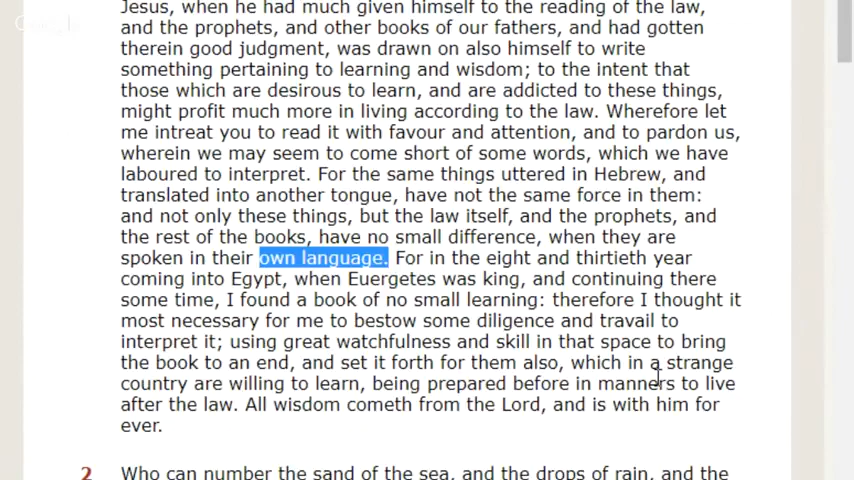 Jesus, when he had much given himself to the reading of the law,
and the prophets, and other books of our fathers, and had gotten
therein good judgment, was drawn on also himself to write
something pertaining to learning and wisdom; to the intent that
those which are desirous to learn, and are addicted to these things,
might profit much more in living according to the law. Wherefore let
me intreat you to read it with favour and attention, and to pardon us,
wherein we may seem to come short of some words, which we have
laboured to interpret. For the same things uttered in Hebrew, and
translated into another tongue, have not the same force in them:
and not only these things, but the law itself, and the prophets, and
the rest of the books, have no small difference, when they are
spoken in their own language. For in the eight and thirtieth year
coming into Egypt, when Euergetes was king, and continuing there
some time, I found a book of no small learning: therefore I thought it
most necessary for me to bestow some diligence and travail to
interpret it; using great watchfulness and skill in that space to bring
the book to an end, and set it forth for them also, which in a strange
country are willing to learn, being prepared before in manners to live
after the law. All wisdom cometh from the Lord, and is with him for
ever.
2 Who can number the sand of the sea, and the drops of rain, and the